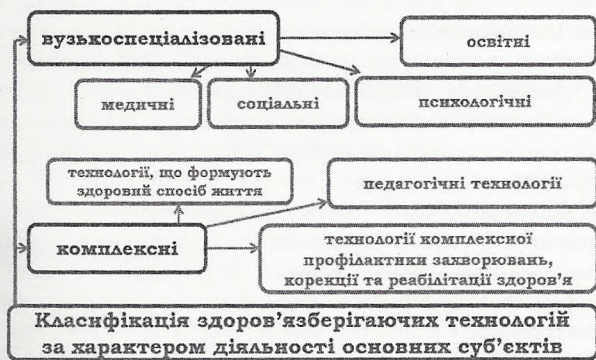 вузькоспеціалізовані
освітні
медичні
соціальні
психологічні
технології, що формують
здоровий спосіб життя
педагогічні технології
комплексні
технології комплексної
профілактики захворювань,
корекції та реабілітації здоров'я
Класифікація здоров'язберігаючих технологій
за характером діяльності основних суб'єктів